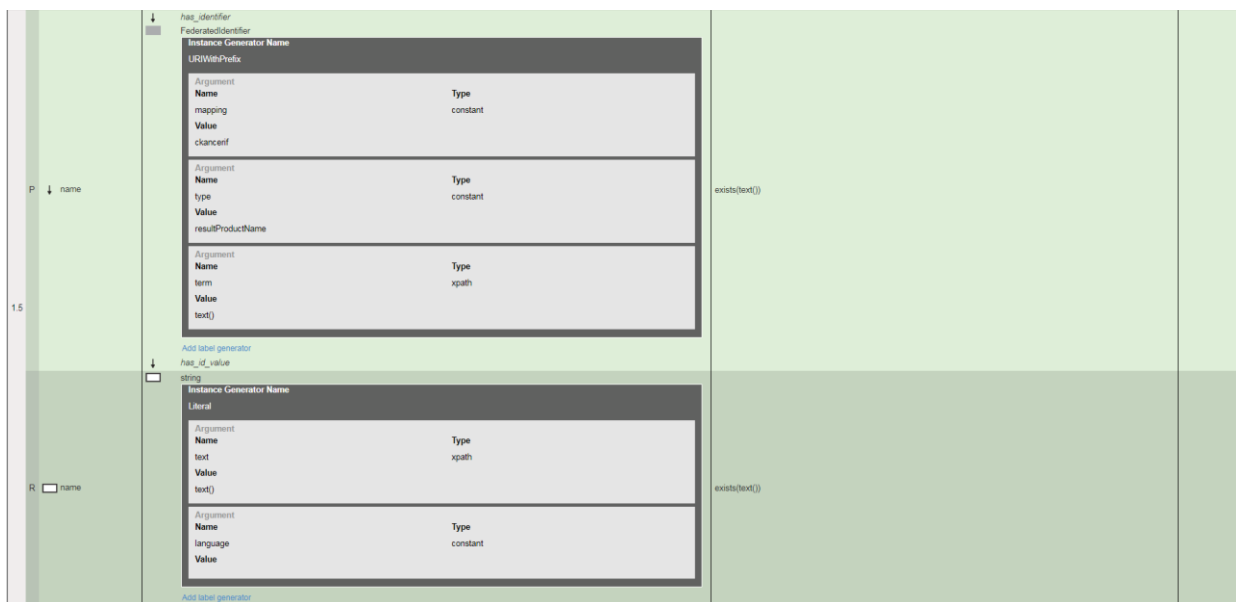 has_identifier
FederatedIdentifier
Instance Generator Name
URIWithPrefix
Argument
Name Type
mapping constant
Value
ckancerif
Argument
Name Type
P name
type constant
exists(text())
Value
resultProductName
Argument
Name Type
term xpath
Value
1.5
text()
Add label generator
has_id_value
string
Instance Generator Name
Literal
Argument
Name Type
text xpath
Value
R name
text()
exists(text())
Argument
Name Type
language constant
Value
Add label generator